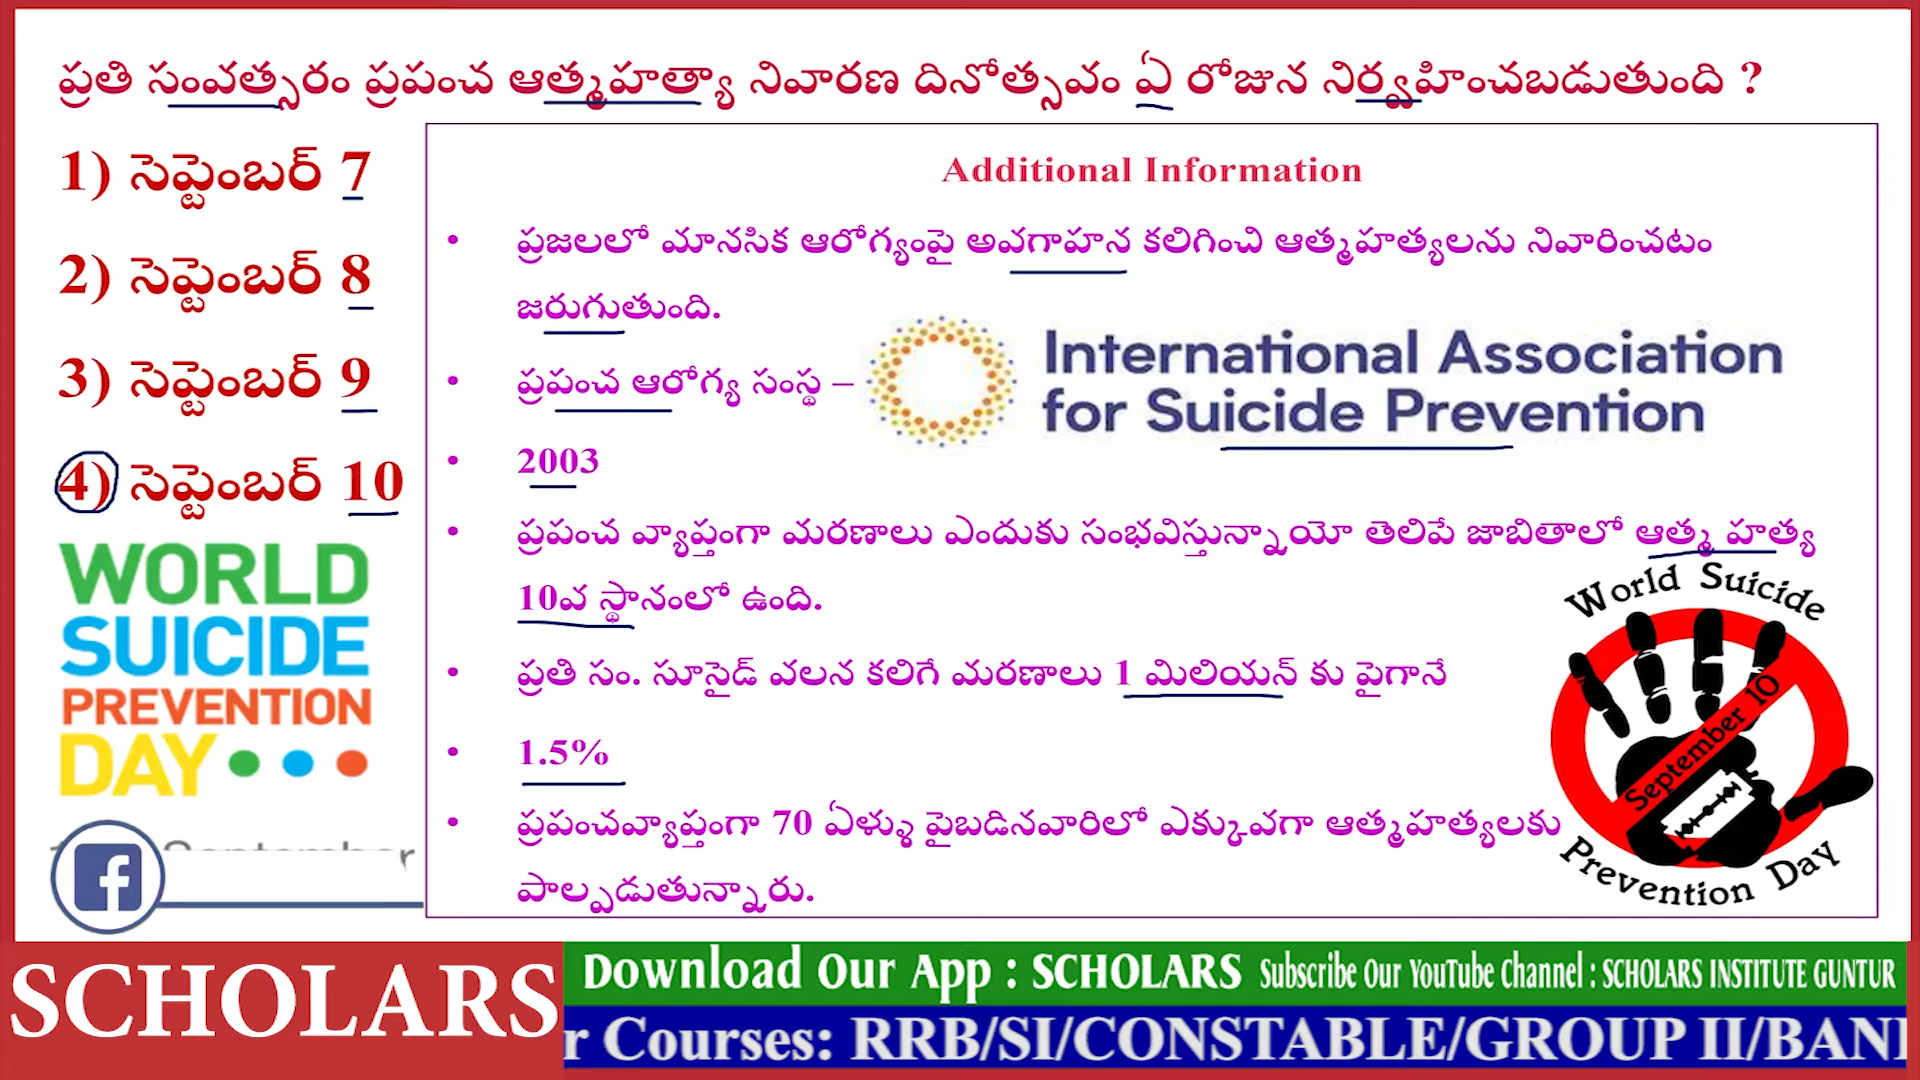 ప్రతి సంవత్సరం ప్రపంచ ఆత్మహత్యా నివారణ దినోత్సవం ఏ రోజున నిర్వహించబడుతుంది ?
1) సెప్టెంబర్ 7
2) సెప్టెంబర్ 8
3) సెప్టెంబర్ 9
4) సెప్టెంబర్ 10
WORLD
SUICIDE
PREVENTION
DAY
September
Additional Information
• ప్రజలలో మానసిక ఆరోగ్యంపై అవగాహన కలిగించి ఆత్మహత్యలను నివారించటం
జరుగుతుంది.
• ప్రపంచ ఆరోగ్య సంస్థ –
International Association
for Suicide Prevention
• 2003
• ప్రపంచ వ్యాప్తంగా మరణాలు ఎందుకు సంభవిస్తున్నాయో తెలిపే జాబితాలో ఆత్మ హత్య
10వ స్థానంలో ఉంది.
• ప్రతి సం. సూసైడ్ వలన కలిగే మరణాలు 1 మిలియన్ కు పైగానే
• 1.5%
• ప్రపంచవ్యాప్తంగా 70 ఏళ్ళు పైబడినవారిలో ఎక్కువగా ఆత్మహత్యలకు
పాల్పడుతున్నారు.
World Suicide
September 10
Prevention Day
SCHOLARS
Download Our App : SCHOLARS Subscribe Our YouTube Channel : SCHOLARS INSTITUTE GUNTUR
r Courses: RRB/SI/CONSTABLE/GROUP II/BAN